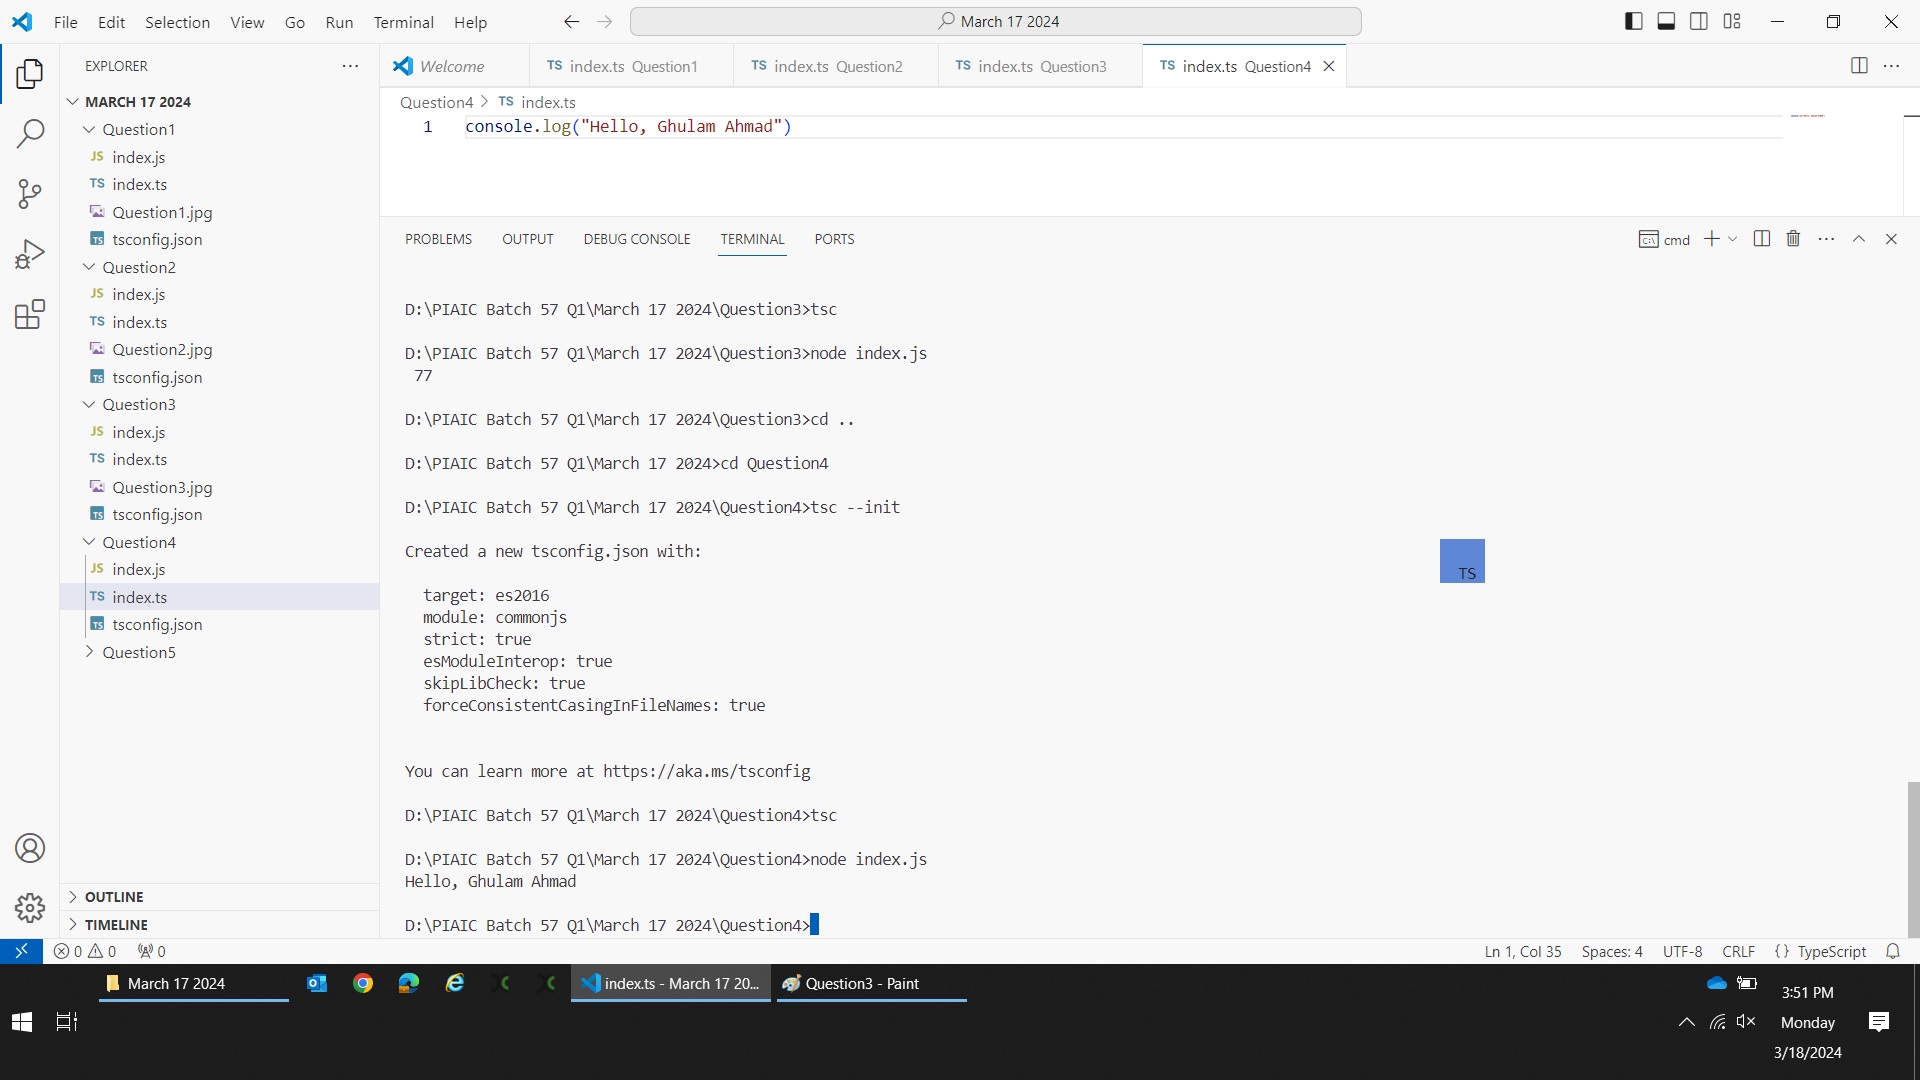 File Edit Selection View Go Run Terminal Help
March 17 2024
EXPLORER
MARCH 17 2024
Question1
JS index.js
TS index.ts
Question1.jpg
TS tsconfig.json
Question2
JS index.js
TS index.ts
Question2.jpg
TS tsconfig.json
Question3
JS index.js
TS index.ts
Question3.jpg
TS tsconfig.json
Question4
JS index.js
TS index.ts
TS tsconfig.json
Question5
OUTLINE
TIMELINE
Welcome
TS index.ts Question1
TS index.ts Question2
TS index.ts Question3
TS index.ts Question4
Question4 > TS index.ts
1 console.log("Hello, Ghulam Ahmad")
PROBLEMS OUTPUT DEBUG CONSOLE TERMINAL PORTS
cmd
D:\PIAIC Batch 57 Q1\March 17 2024\Question3>tsc
D:\PIAIC Batch 57 Q1\March 17 2024\Question3>node index.js
77
D:\PIAIC Batch 57 Q1\March 17 2024\Question3>cd ..
D:\PIAIC Batch 57 Q1\March 17 2024>cd Question4
D:\PIAIC Batch 57 Q1\March 17 2024\Question4>tsc --init
Created a new tsconfig.json with:
target: es2016
module: commonjs
strict: true
esModuleInterop: true
skipLibCheck: true
forceConsistentCasingInFileNames: true
You can learn more at https://aka.ms/tsconfig
D:\PIAIC Batch 57 Q1\March 17 2024\Question4>tsc
D:\PIAIC Batch 57 Q1\March 17 2024\Question4>node index.js
Hello, Ghulam Ahmad
D:\PIAIC Batch 57 Q1\March 17 2024\Question4>
TS
0 0 0
Ln 1, Col 35 Spaces: 4 UTF-8 CRLF {} TypeScript
March 17 2024
index.ts - March 17 20...
Question3 - Paint
3:51 PM
Monday
3/18/2024